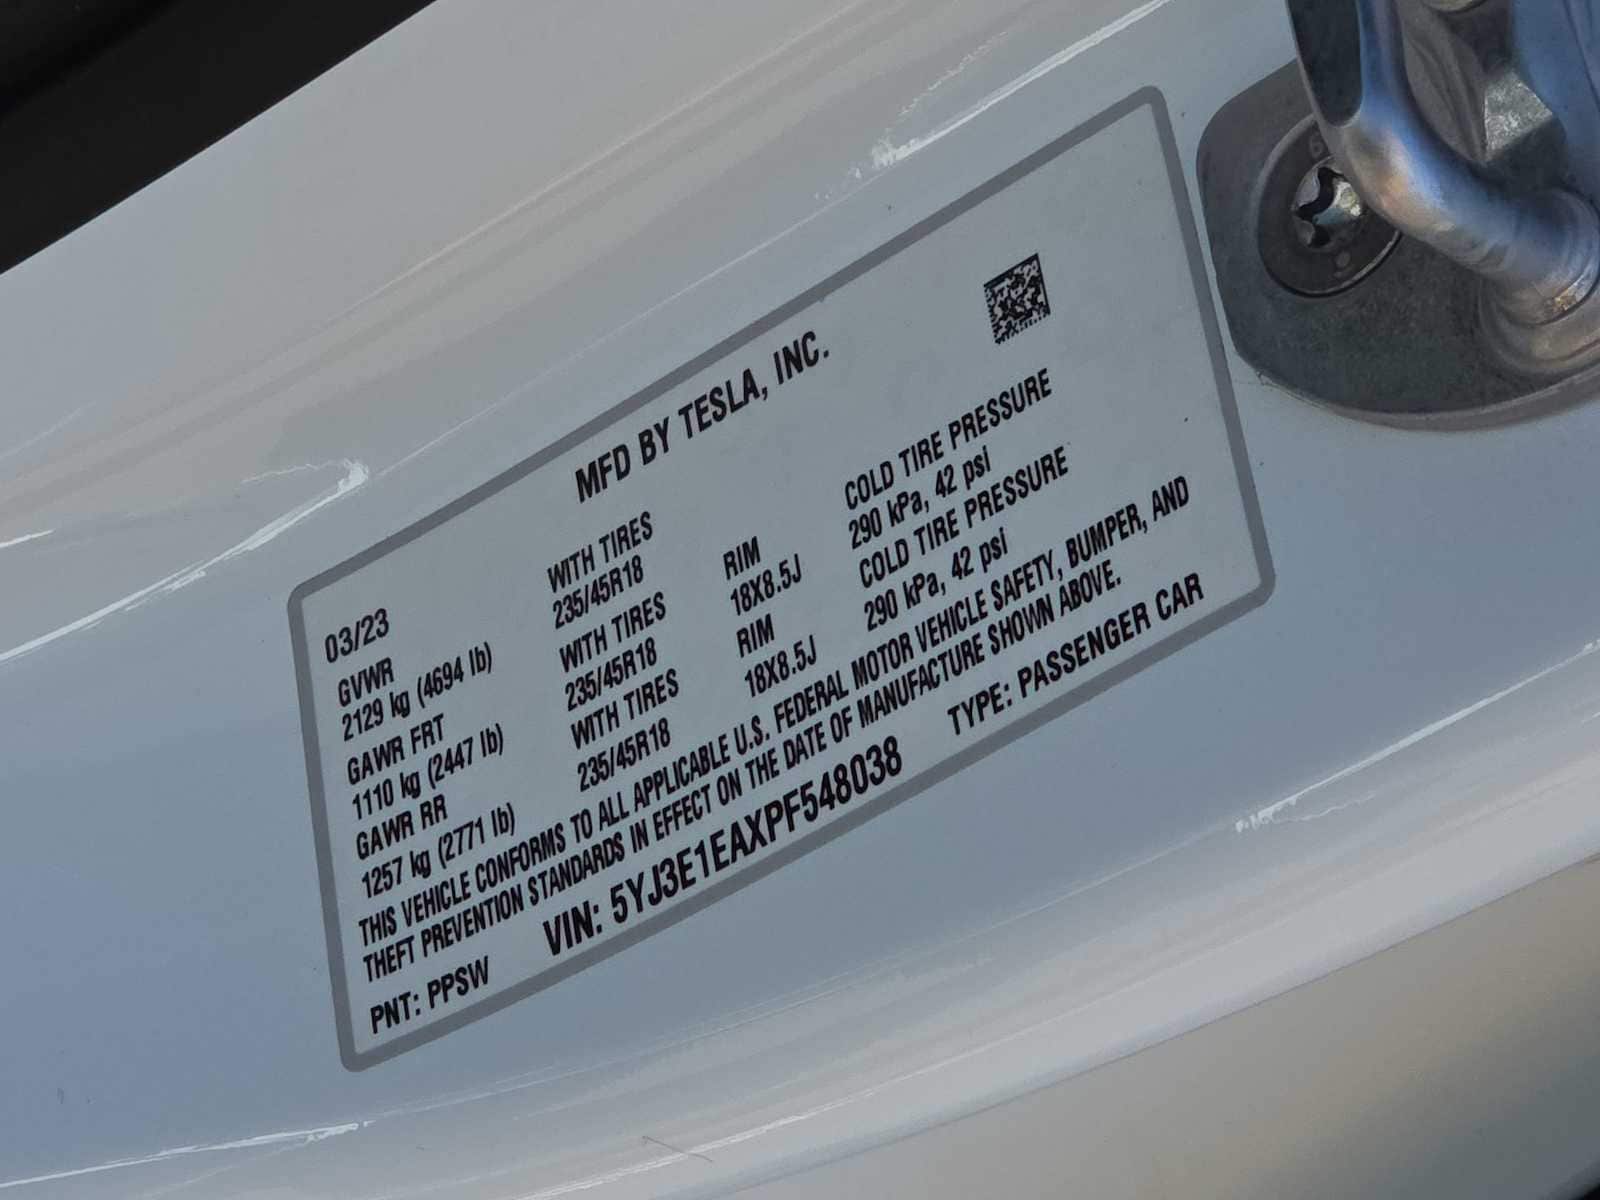 MFD BY TESLA, INC.
03/23
GVWR WITH TIRES RIM COLD TIRE PRESSURE
2129 kg (4694 lb) 235/45R18 18X8.5J 290 kPa, 42 psi
GAWR FRT WITH TIRES RIM COLD TIRE PRESSURE
1110 kg (2447 lb) 235/45R18 18X8.5J 290 kPa, 42 psi
GAWR RR WITH TIRES
1257 kg (2771 lb) 235/45R18
THIS VEHICLE CONFORMS TO ALL APPLICABLE U.S. FEDERAL MOTOR VEHICLE SAFETY, BUMPER, AND
THEFT PREVENTION STANDARDS IN EFFECT ON THE DATE OF MANUFACTURE SHOWN ABOVE.
PNT: PPSW VIN: 5YJ3E1EAXPF548038 TYPE: PASSENGER CAR